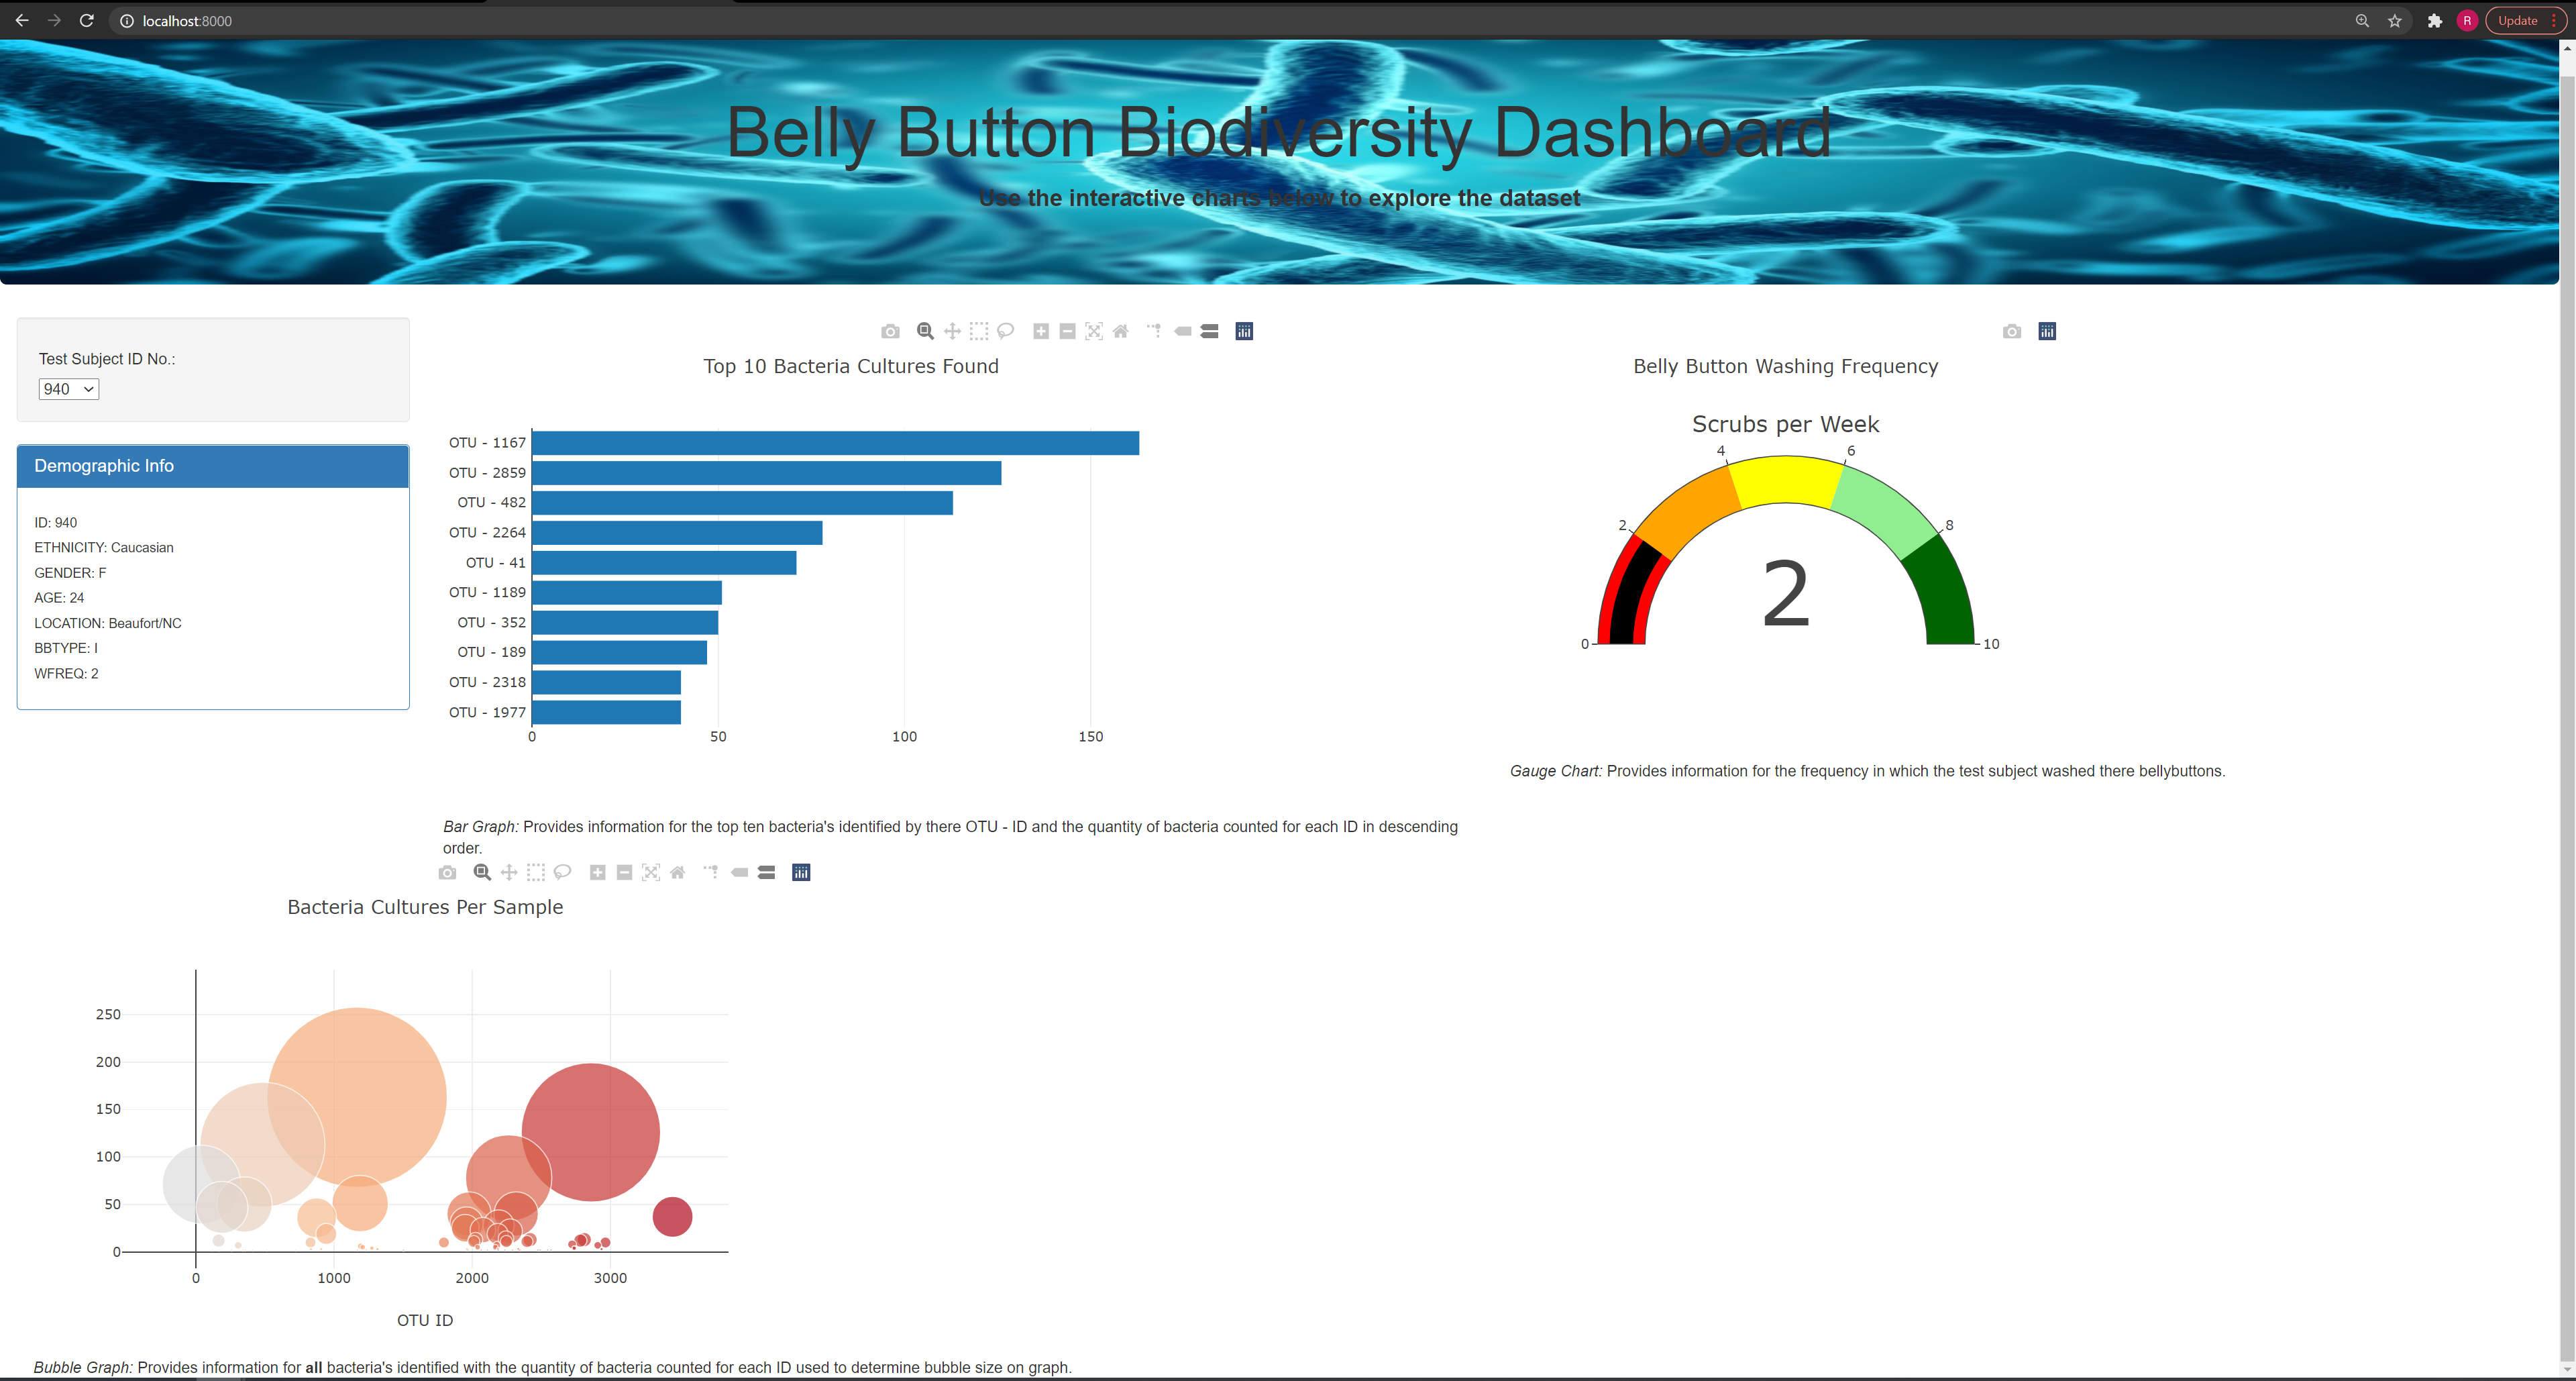 localhost:8000
R
Update
Belly Button Biodiversity Dashboard
Use the interactive charts below to explore the dataset
Test Subject ID No.:
940
Demographic Info
ID: 940
ETHNICITY: Caucasian
GENDER: F
AGE: 24
LOCATION: Beaufort/NC
BBTYPE: I
WFREQ: 2
Top 10 Bacteria Cultures Found
OTU - 1167
OTU - 2859
OTU - 482
OTU - 2264
OTU - 41
OTU - 1189
OTU - 352
OTU - 189
OTU - 2318
OTU - 1977
0 50 100 150
Bar Graph: Provides information for the top ten bacteria's identified by there OTU - ID and the quantity of bacteria counted for each ID in descending
order.
Belly Button Washing Frequency
Scrubs per Week
4 6
2 8
2
0 10
Gauge Chart: Provides information for the frequency in which the test subject washed there bellybuttons.
Bacteria Cultures Per Sample
250
200
150
100
50
0
0 1000 2000 3000
OTU ID
Bubble Graph: Provides information for all bacteria's identified with the quantity of bacteria counted for each ID used to determine bubble size on graph.